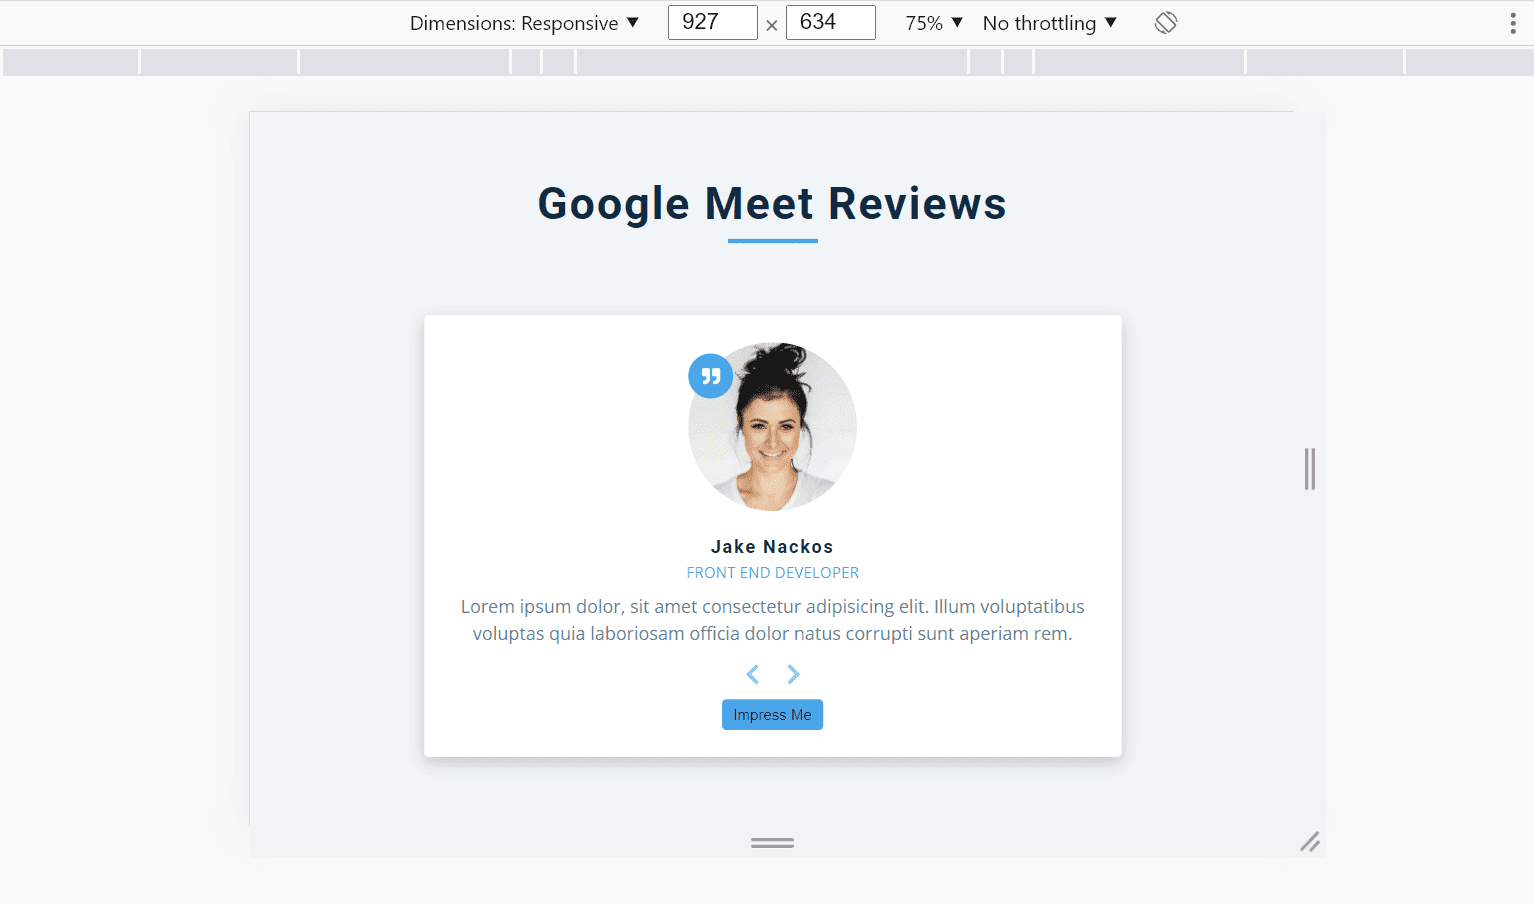 Dimensions: Responsive ▼ 927 × 634 75% ▼ No throttling ▼
Google Meet Reviews
Jake Nackos
FRONT END DEVELOPER
Lorem ipsum dolor, sit amet consectetur adipisicing elit. Illum voluptatibus
voluptas quia laboriosam officia dolor natus corrupti sunt aperiam rem.
Impress Me